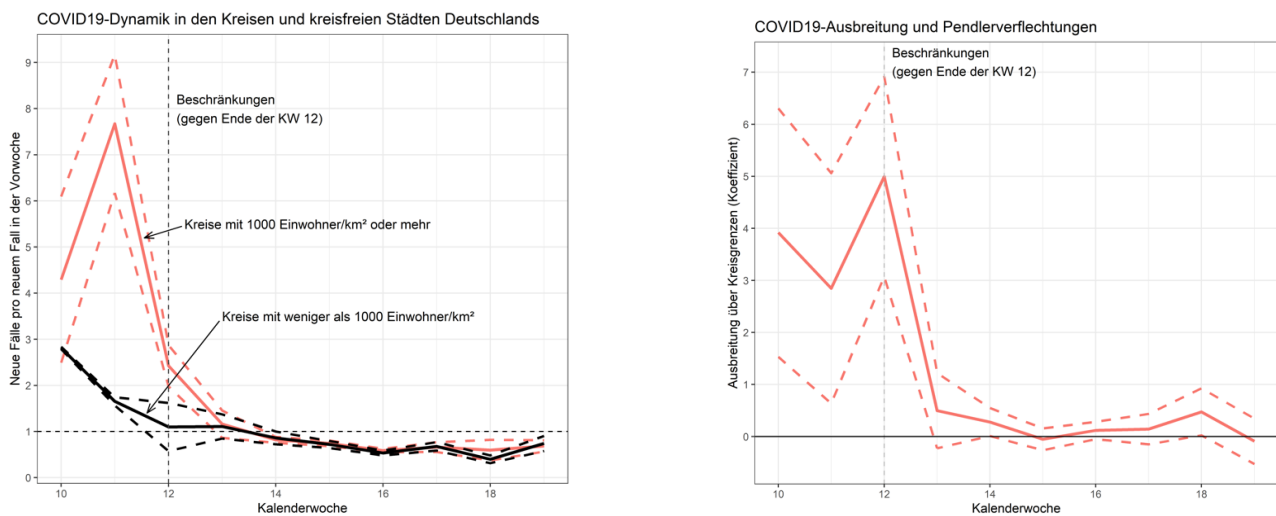 COVID19-Dynamik in den Kreisen und kreisfreien Städten Deutschlands
Neue Fälle pro neuem Fall in der Vorwoche
9
8
7
6
5
4
3
2
1
0
Beschränkungen
(gegen Ende der KW 12)
Kreise mit 1000 Einwohner/km² oder mehr
Kreise mit weniger als 1000 Einwohner/km²
10
12
14
16
18
Kalenderwoche
COVID19-Ausbreitung und Pendlerverflechtungen
Ausbreitung über Kreisgrenzen (Koeffizient)
7
6
5
4
3
2
1
0
Beschränkungen
(gegen Ende der KW 12)
10
12
14
16
18
Kalenderwoche